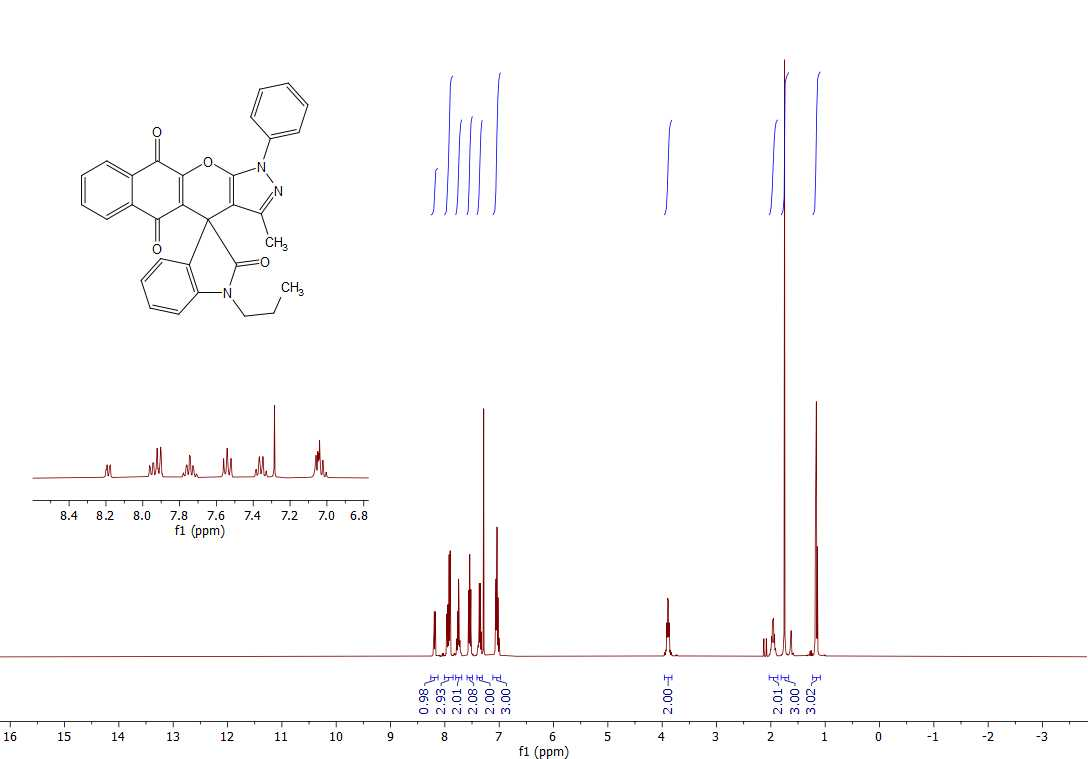 O
O
N
N
O
CH3
O
N
CH3
8.4 8.2 8.0 7.8 7.6 7.4 7.2 7.0 6.8
f1 (ppm)
0.98 2.93 2.01 2.08 2.00 3.00 2.00 2.01 3.00 3.02
16 15 14 13 12 11 10 9 8 7 6 5 4 3 2 1 0 -1 -2 -3
f1 (ppm)